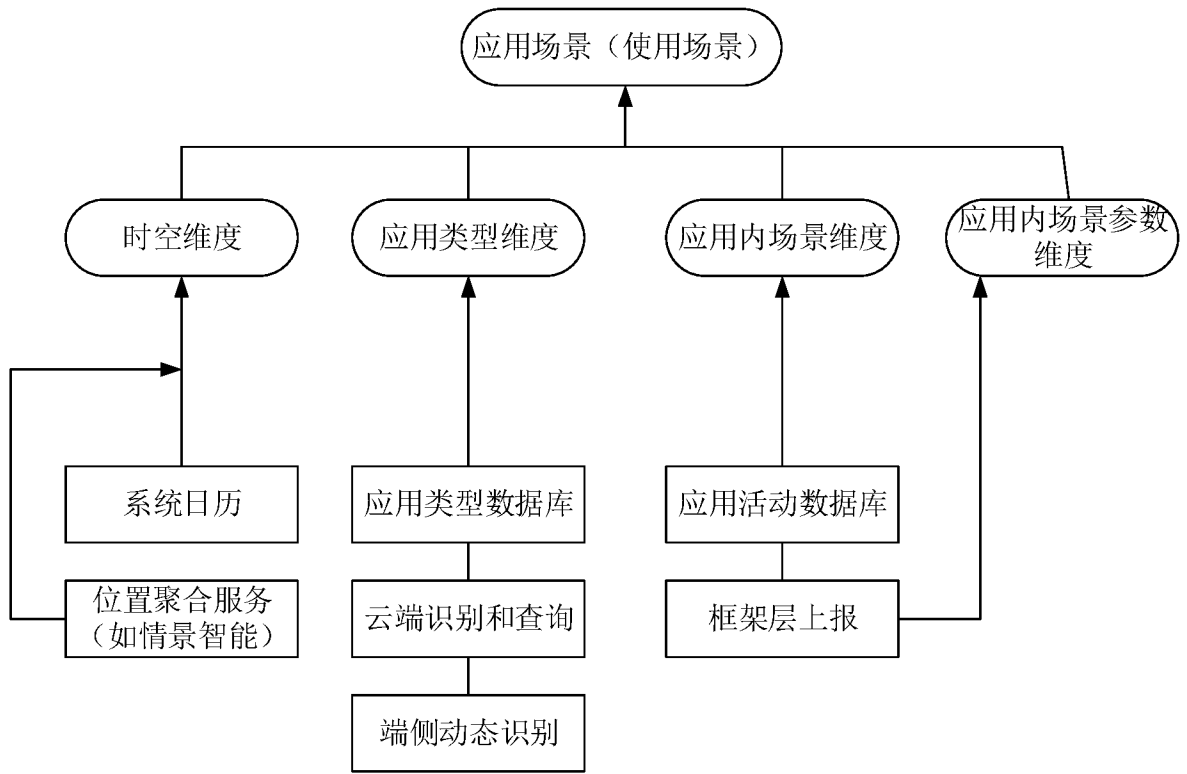 应用场景（使用场景）
时空维度
应用类型维度
应用内场景维度
应用内场景参数
维度
系统日历
应用类型数据库
应用活动数据库
位置聚合服务
（如情景智能）
云端识别和查询
框架层上报
端侧动态识别